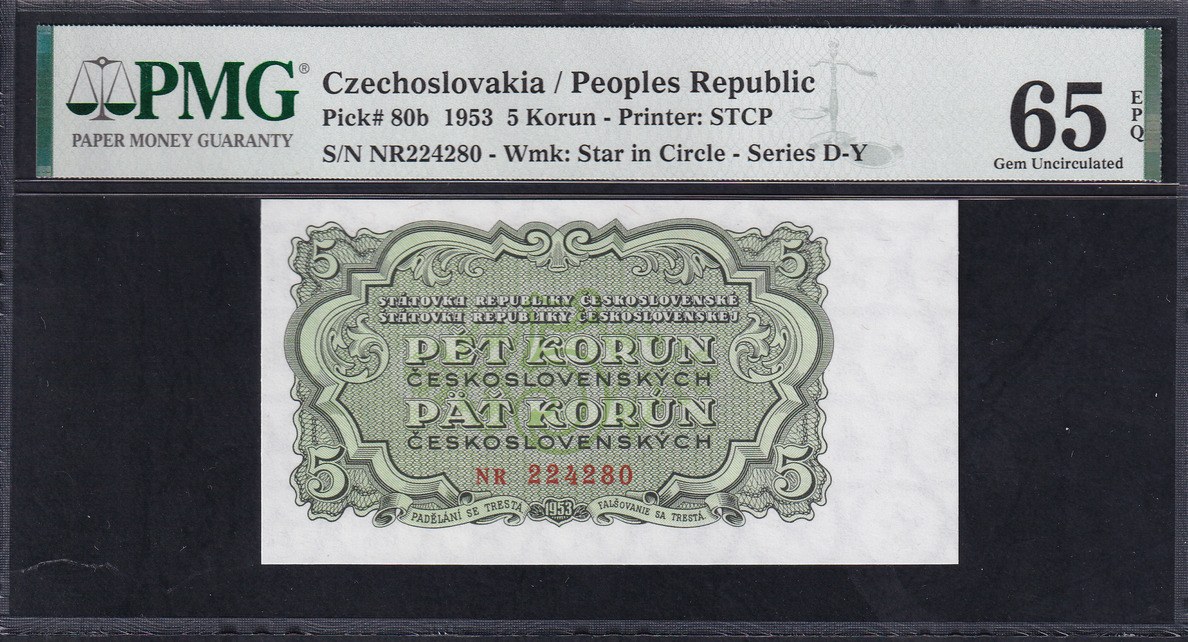 PMG®
PAPER MONEY GUARANTY
Czechoslovakia / Peoples Republic
Pick# 80b 1953 5 Korun - Printer: STCP
S/N NR224280 - Wmk: Star in Circle - Series D-Y
65
EPQ
Gem Uncirculated
5 5
STÁTOVKA REPUBLIKY ČESKOSLOVENSKÉ
ŠTÁTOVKA REPUBLIKY ČESKOSLOVENSKEJ
PĚT KORUN
ČESKOSLOVENSKÝCH
PÄŤ KORÚN
ČESKOSLOVENSKÝCH
5 5
NR 224280
PADĚLÁNÍ SE TRESTÁ 1953 FALŠOVANIE SA TRESTÁ